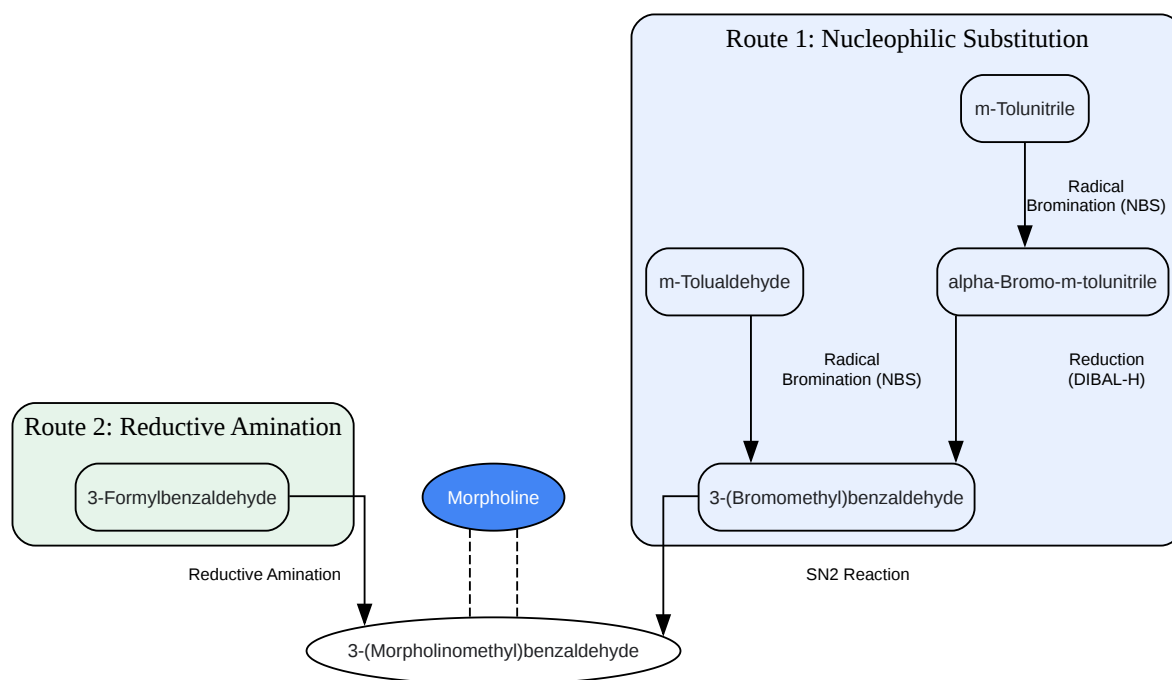 Route 1: Nucleophilic Substitution
m-Tolunitrile
Radical
Bromination (NBS)
m-Tolualdehyde
alpha-Bromo-m-tolunitrile
Radical
Bromination (NBS)
Reduction
(DIBAL-H)
Route 2: Reductive Amination
3-Formylbenzaldehyde
Morpholine
3-(Bromomethyl)benzaldehyde
Reductive Amination
SN2 Reaction
3-(Morpholinomethyl)benzaldehyde